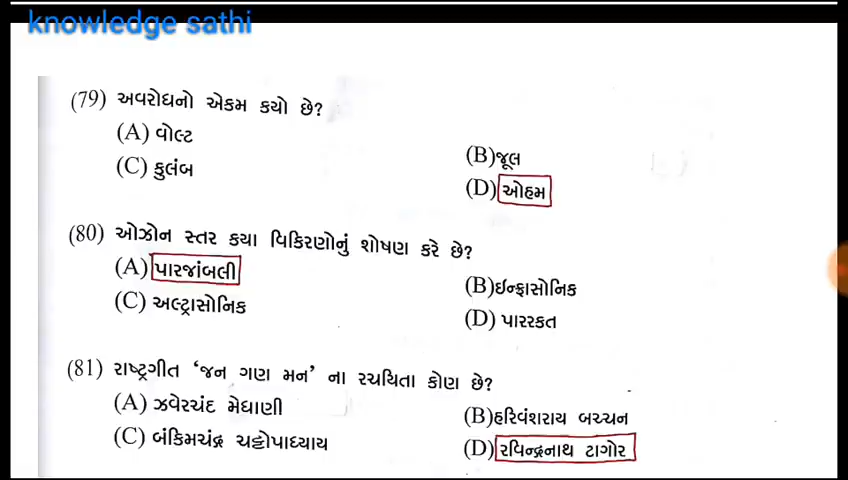 knowledge sathi
(79) અવરોધનો એકમ કયો છે?
(A) વોલ્ટ
(B) જૂલ
(C) કુલંબ
(D) ઓહમ
(80) ઓઝોન સ્તર કયા વિકિરણોનું શોષણ કરે છે?
(A) પારજાંબલી
(B) ઈન્ફ્રાસોનિક
(C) અલ્ટ્રાસોનિક
(D) પારરકત
(81) રાષ્ટ્રગીત ‘જન ગણ મન’ ના રચયિતા કોણ છે?
(A) ઝવેરચંદ મેઘાણી
(B) હરિવંશરાય બચ્ચન
(C) બંકિમચંદ્ર ચટ્ટોપાધ્યાય
(D) રવિન્દ્રનાથ ટાગોર